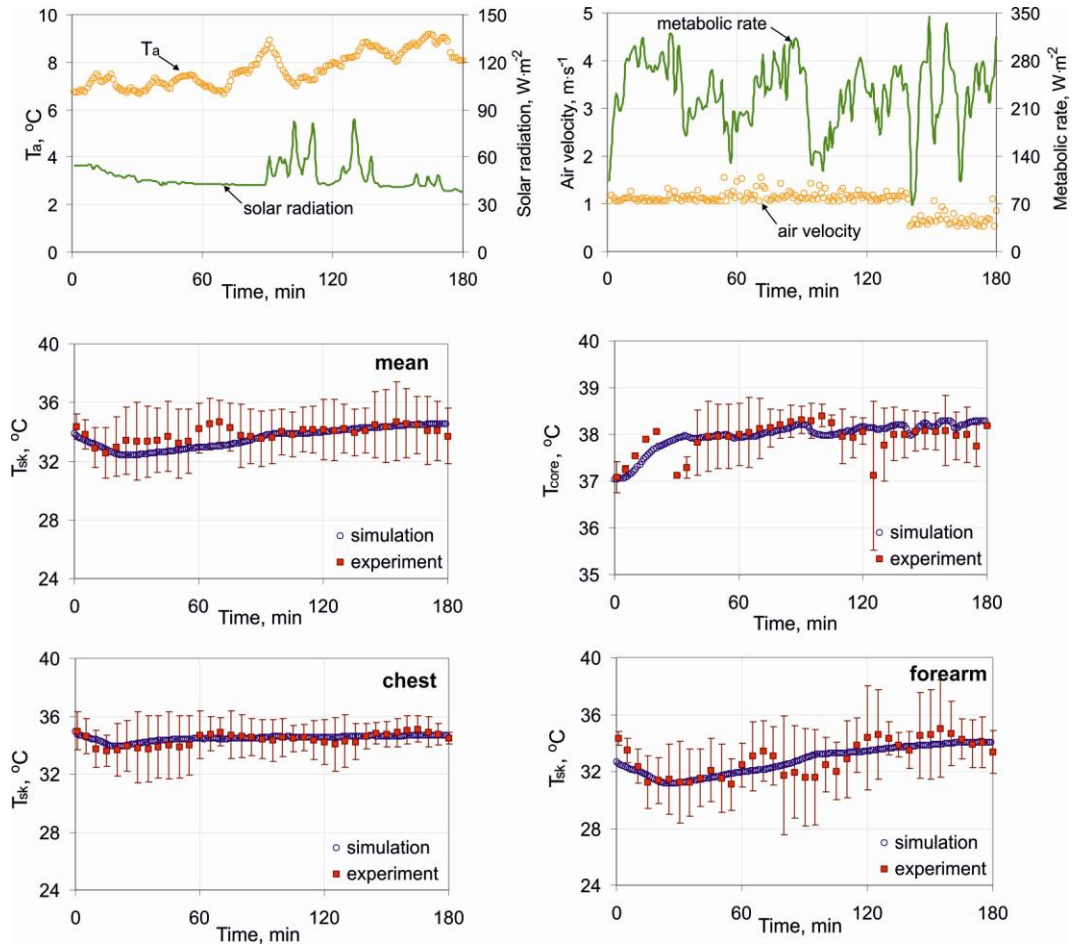 10
8
6
4
2
0
Ta, oC
150
120
90
60
30
0
Solar radiation, W·m-2
Ta
solar radiation
0
60
120
180
Time, min
5
4
3
2
1
0
Air velocity, m·s-1
350
280
210
140
70
0
Metabolic rate, W·m-2
metabolic rate
air velocity
0
60
120
180
Time, min
40
36
32
28
24
Tsk, oC
mean
simulation
experiment
0
60
120
180
Time, min
40
39
38
37
36
35
Tcore, oC
simulation
experiment
0
60
120
180
Time, min
40
36
32
28
24
Tsk, oC
chest
simulation
experiment
0
60
120
180
Time, min
40
36
32
28
24
Tsk, oC
forearm
simulation
experiment
0
60
120
180
Time, min